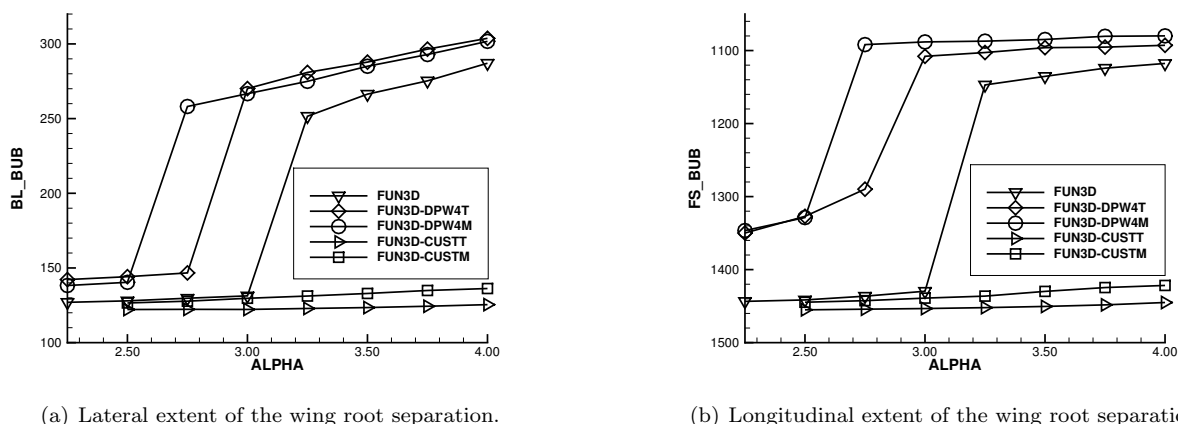 300
250
200
150
100
BL_BUB
2.50 3.00 3.50 4.00
ALPHA
FUN3D
FUN3D-DPW4T
FUN3D-DPW4M
FUN3D-CUSTT
FUN3D-CUSTM
(a) Lateral extent of the wing root separation.
1100
1200
1300
1400
1500
FS_BUB
2.50 3.00 3.50 4.00
ALPHA
FUN3D
FUN3D-DPW4T
FUN3D-DPW4M
FUN3D-CUSTT
FUN3D-CUSTM
(b) Longitudinal extent of the wing root separatio